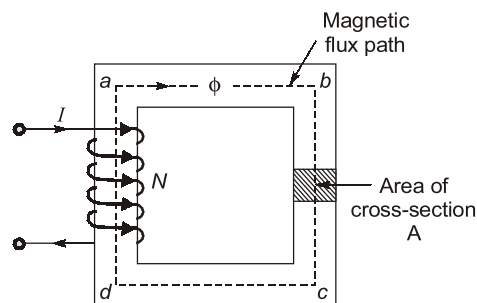 Magnetic
flux path
a
ϕ
b
I
N
Area of
cross-section
A
d
c